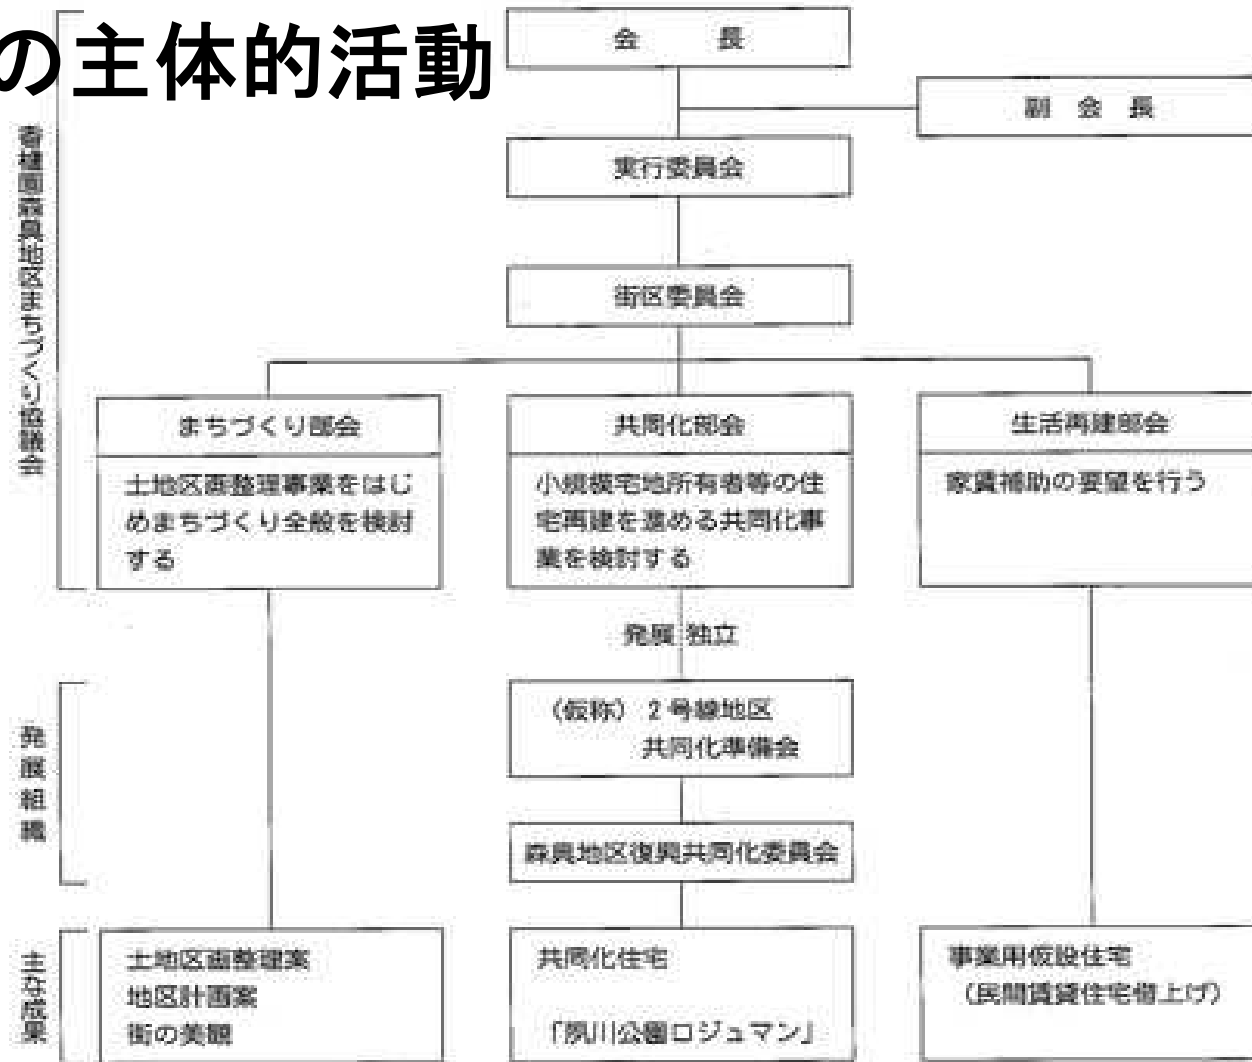 の主体的活動
会　　長
副　会　長
実行委員会
街区委員会
まちづくり部会
土地区画整理事業をはじ
めまちづくり全般を検討
する
共同化部会
小規模宅地所有者等の住
宅再建を進める共同化事
業を検討する
生活再建部会
家賃補助の要望を行う
地区まちづくり協議会
発展 独立
発展組織
（仮称）２号線地区
共同化準備会
森具地区復興共同化委員会
主な成果
土地区画整理案
地区計画案
街の美観
共同化住宅
「夙川公園ロジュマン」
事業用仮設住宅
（民間賃貸住宅借上げ）